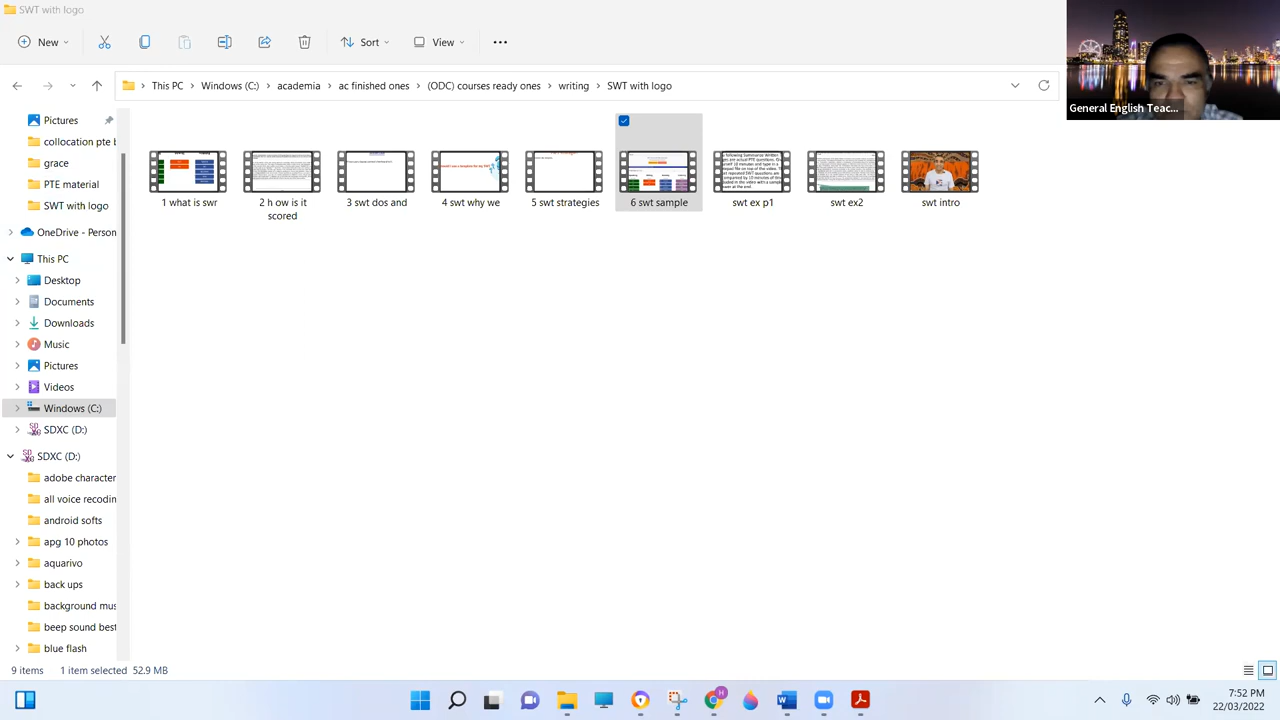 SWT with logo
New
Sort
View
This PC > Windows (C:) > academia > ac finished ones > (ODC) courses ready ones > writing > SWT with logo
General English Teac...
Pictures
collocation pte b
pace
PTE material
SWT with logo
OneDrive - Person
This PC
Desktop
Documents
Downloads
Music
Pictures
Videos
Windows (C:)
SDXC (D:)
SDXC (D:)
adobe character
all voice recodin
android softs
apg 10 photos
aquarivo
back ups
background mus
beep sound best
blue flash
1 what is swr
2 h ow is it
scored
3 swt dos and
4 swt why we
5 swt strategies
6 swt sample
swt ex p1
swt ex2
swt intro
9 items
1 item selected 52.9 MB
7:52 PM
22/03/2022